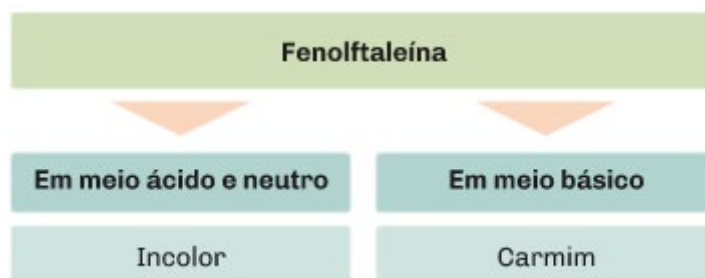 Fenolftaleína
Em meio ácido e neutro
Em meio básico
Incolor
Carmim